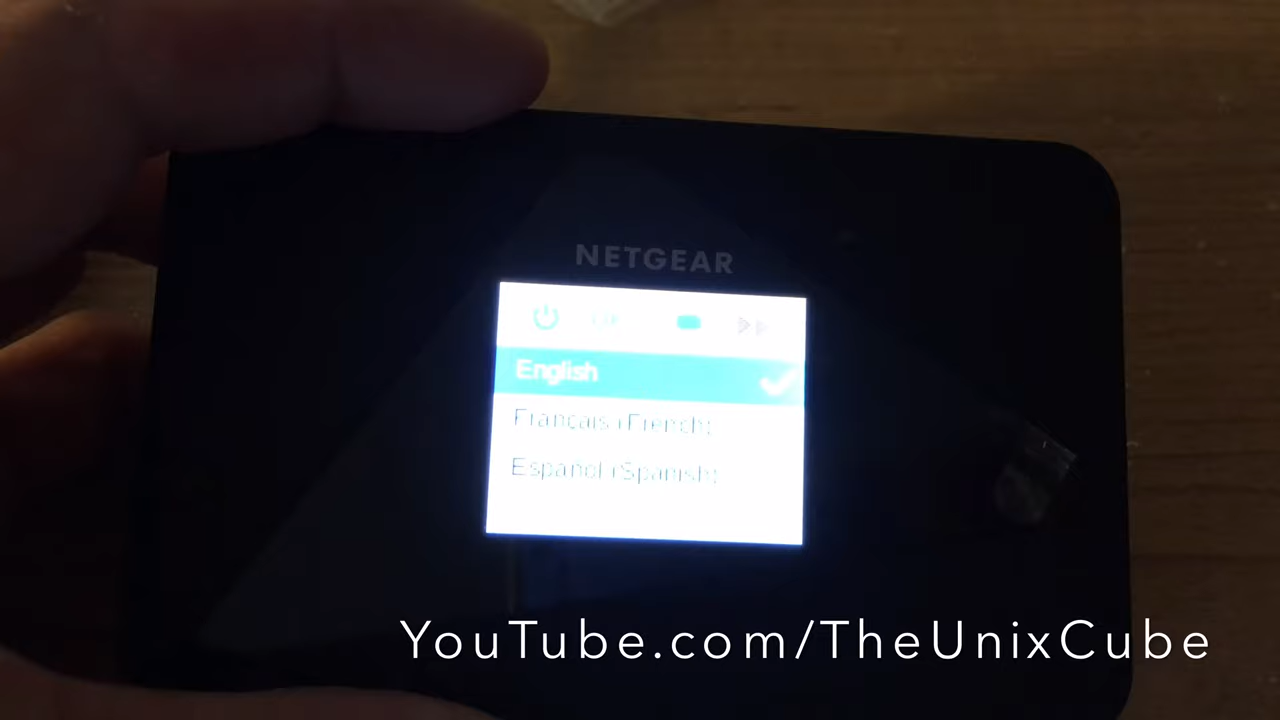 NETGEAR
English
Français (French)
Español (Spanish)
YouTube.com/TheUnixCube